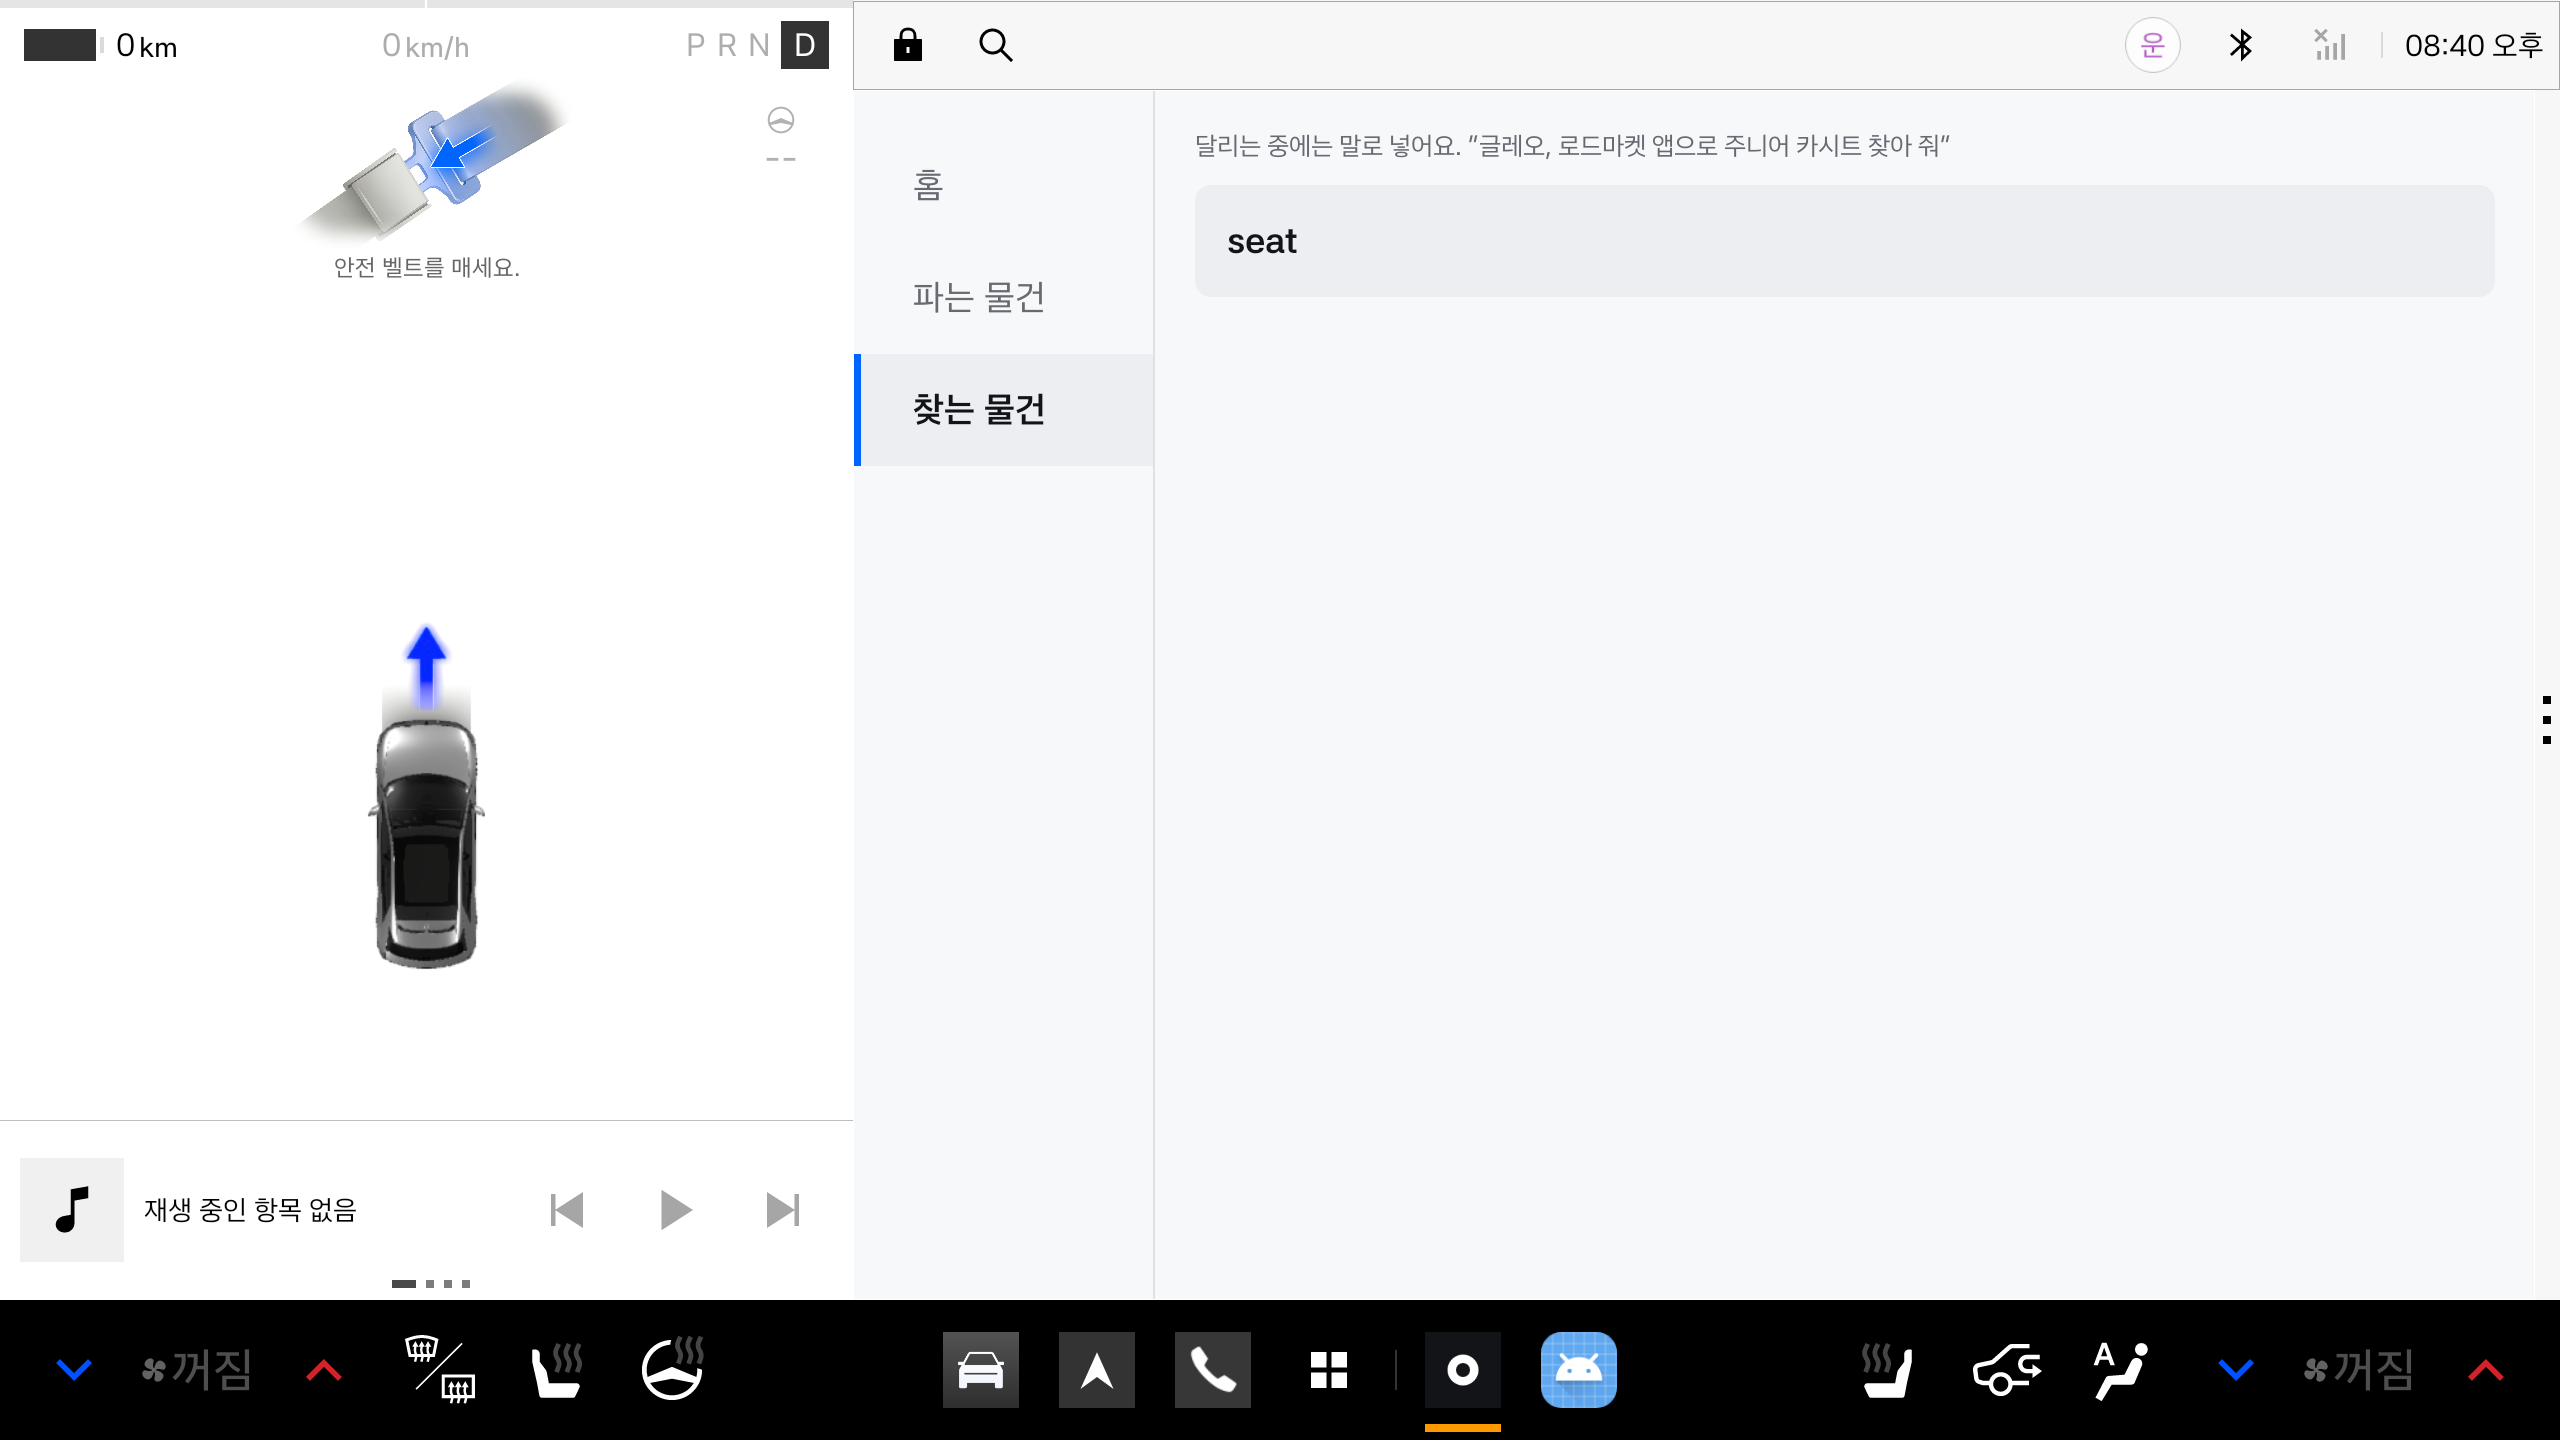 0 km
0 km/h
P R N D
안전 벨트를 매세요.
재생 중인 항목 없음
운
08:40 오후
홈
파는 물건
찾는 물건
달리는 중에는 말로 넣어요. "글레오, 로드마켓 앱으로 주니어 카시트 찾아 줘"
seat
꺼짐
A
꺼짐